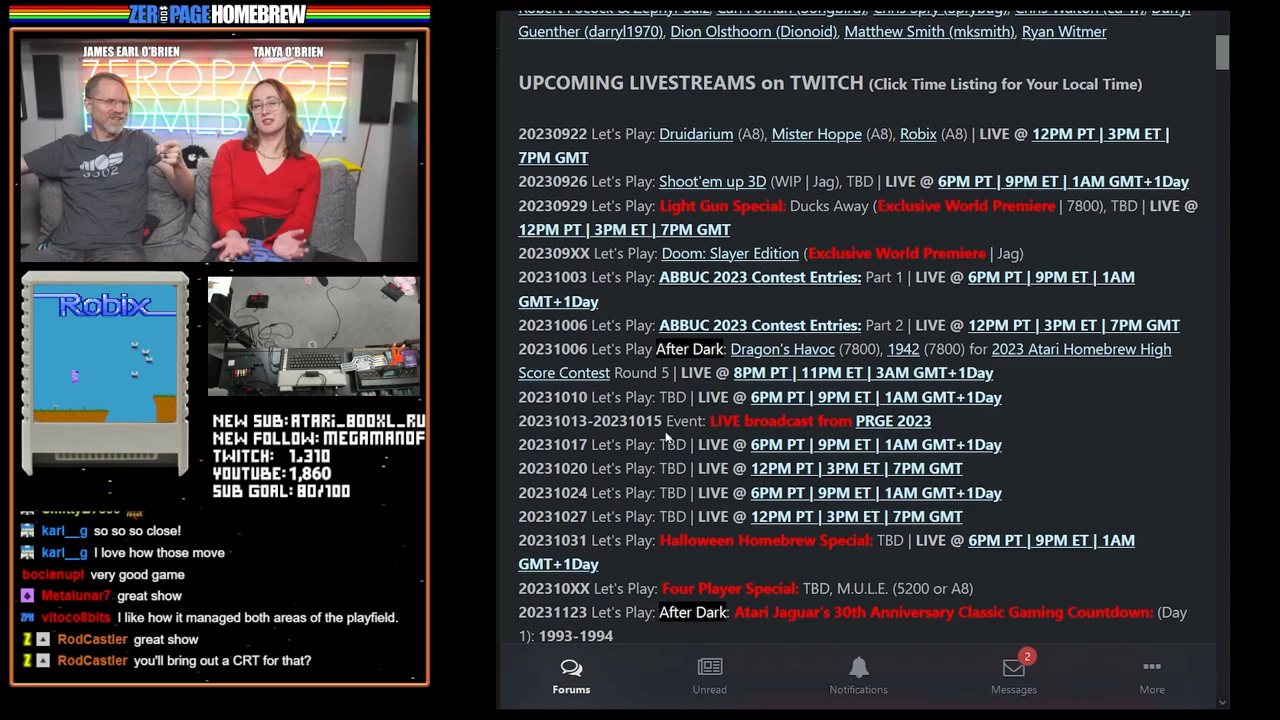 ZEROPAGE HOMEBREW
JAMES EARL O'BRIEN
TANYA O'BRIEN
ZEROPAGE
HOMEBREW
Robix
NEW SUB:ATARI_800XL_RU
NEW FOLLOW:MEGAMANOF
TWITCH: 1,310
YOUTUBE:1,860
SUB GOAL:80/100
karl__g so so so close!
karl__g I love how those move
bocianupl very good game
Metalunar7 great show
vitoco8bits I like how it managed both areas of the playfield.
RodCastler great show
RodCastler you'll bring out a CRT for that?
Guenther (darryl1970), Dion Olsthoorn (Dionoid), Matthew Smith (mksmith), Ryan Witmer
UPCOMING LIVESTREAMS on TWITCH (Click Time Listing for Your Local Time)
20230922 Let's Play: Druidarium (A8), Mister Hoppe (A8), Robix (A8) | LIVE @ 12PM PT | 3PM ET |
7PM GMT
20230926 Let's Play: Shoot'em up 3D (WIP | Jag), TBD | LIVE @ 6PM PT | 9PM ET | 1AM GMT+1Day
20230929 Let's Play: Light Gun Special: Ducks Away (Exclusive World Premiere | 7800), TBD | LIVE @
12PM PT | 3PM ET | 7PM GMT
202309XX Let's Play: Doom: Slayer Edition (Exclusive World Premiere | Jag)
20231003 Let's Play: ABBUC 2023 Contest Entries: Part 1 | LIVE @ 6PM PT | 9PM ET | 1AM
GMT+1Day
20231006 Let's Play: ABBUC 2023 Contest Entries: Part 2 | LIVE @ 12PM PT | 3PM ET | 7PM GMT
20231006 Let's Play After Dark: Dragon's Havoc (7800), 1942 (7800) for 2023 Atari Homebrew High
Score Contest Round 5 | LIVE @ 8PM PT | 11PM ET | 3AM GMT+1Day
20231010 Let's Play: TBD | LIVE @ 6PM PT | 9PM ET | 1AM GMT+1Day
20231013-20231015 Event: LIVE broadcast from PRGE 2023
20231017 Let's Play: TBD | LIVE @ 6PM PT | 9PM ET | 1AM GMT+1Day
20231020 Let's Play: TBD | LIVE @ 12PM PT | 3PM ET | 7PM GMT
20231024 Let's Play: TBD | LIVE @ 6PM PT | 9PM ET | 1AM GMT+1Day
20231027 Let's Play: TBD | LIVE @ 12PM PT | 3PM ET | 7PM GMT
20231031 Let's Play: Halloween Homebrew Special: TBD | LIVE @ 6PM PT | 9PM ET | 1AM
GMT+1Day
202310XX Let's Play: Four Player Special: TBD, M.U.L.E. (5200 or A8)
20231123 Let's Play: After Dark: Atari Jaguar's 30th Anniversary Classic Gaming Countdown: (Day
1): 1993-1994
Forums
Unread
Notifications
2
Messages
More